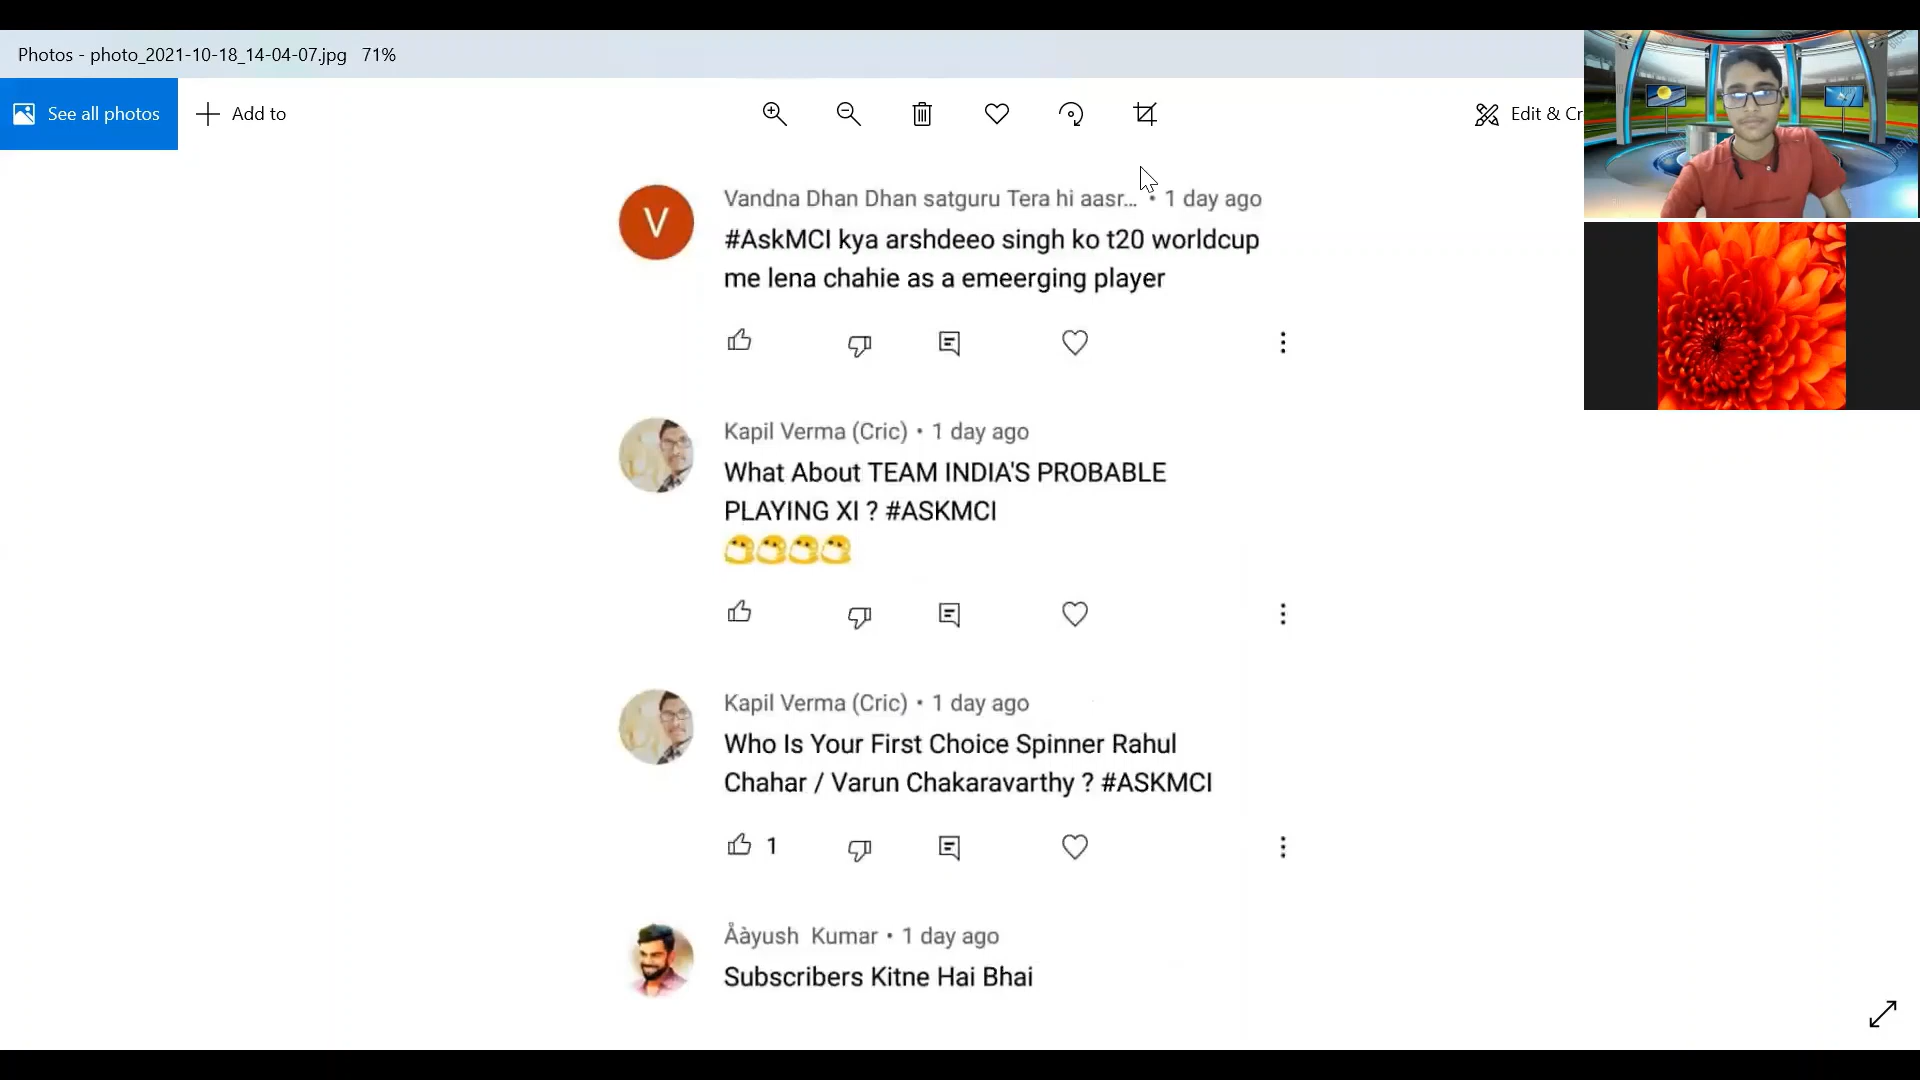 Photos - photo_2021-10-18_14-04-07.jpg 71%
See all photos
Add to
Edit & Cr
V
Vandna Dhan Dhan satguru Tera hi aasr... • 1 day ago
#AskMCI kya arshdeeo singh ko t20 worldcup
me lena chahie as a emeerging player
Kapil Verma (Cric) • 1 day ago
What About TEAM INDIA'S PROBABLE
PLAYING XI ? #ASKMCI
😷😷😷😷
Kapil Verma (Cric) • 1 day ago
Who Is Your First Choice Spinner Rahul
Chahar / Varun Chakaravarthy ? #ASKMCI
1
Åàyush Kumar • 1 day ago
Subscribers Kitne Hai Bhai